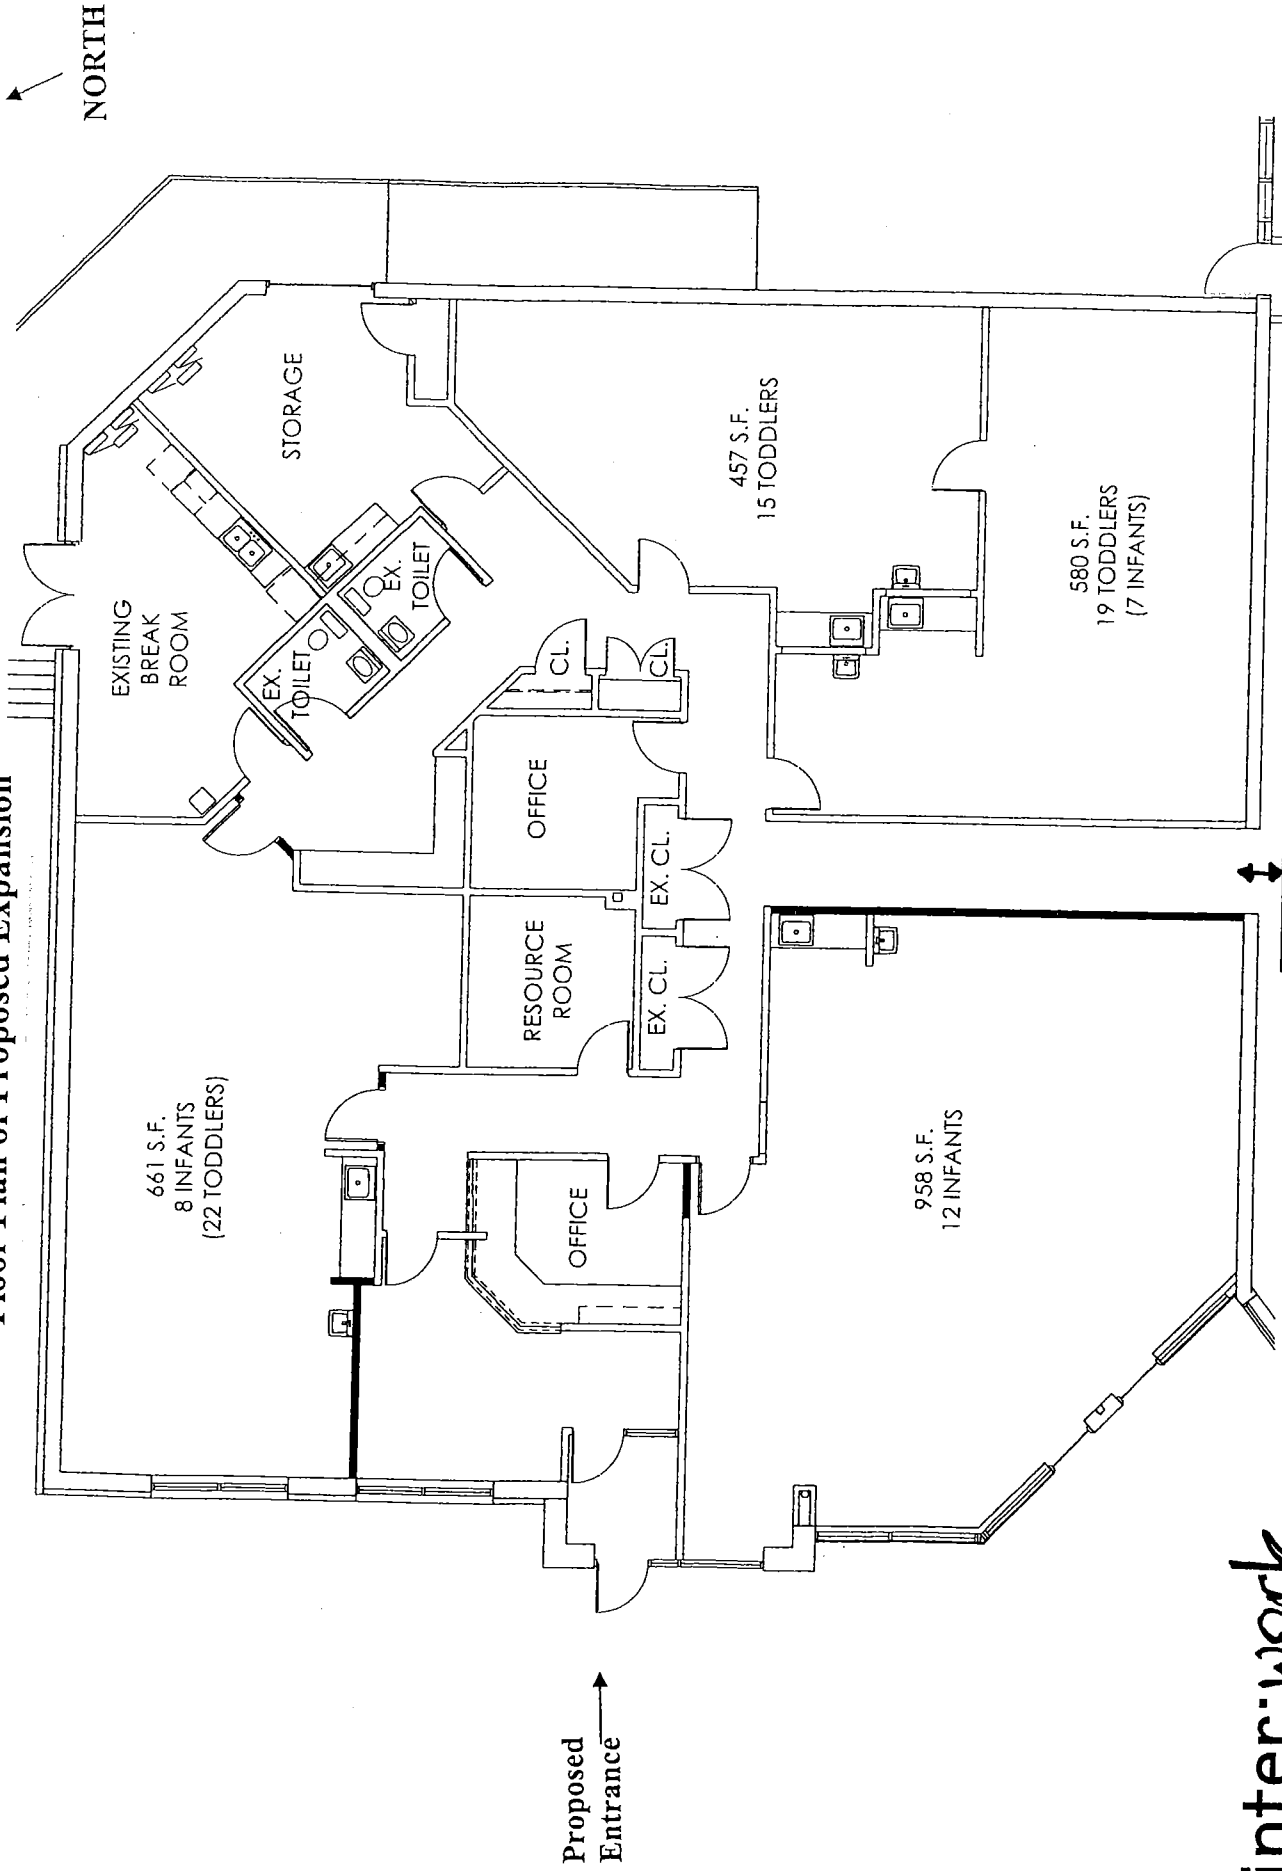 Floor Plan of Proposed Expansion
NORTH
EXISTING
BREAK
ROOM
STORAGE
EX.
TOILET
EX.
TOILET
661 S.F.
8 INFANTS
(22 TODDLERS)
CL.
CL.
OFFICE
RESOURCE
ROOM
EX. CL.
EX. CL.
OFFICE
457 S.F.
15 TODDLERS
580 S.F.
19 TODDLERS
(7 INFANTS)
958 S.F.
12 INFANTS
Proposed
Entrance
inter:work